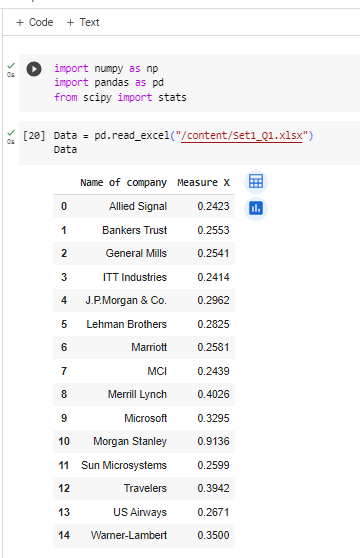 + Code + Text
0s
import numpy as np
import pandas as pd
from scipy import stats
0s
[20] Data = pd.read_excel("/content/Set1_Q1.xlsx")
Data
Name of company Measure X
0 Allied Signal 0.2423
1 Bankers Trust 0.2553
2 General Mills 0.2541
3 ITT Industries 0.2414
4 J.P.Morgan & Co. 0.2962
5 Lehman Brothers 0.2825
6 Marriott 0.2581
7 MCI 0.2439
8 Merrill Lynch 0.4026
9 Microsoft 0.3295
10 Morgan Stanley 0.9136
11 Sun Microsystems 0.2599
12 Travelers 0.3942
13 US Airways 0.2671
14 Warner-Lambert 0.3500